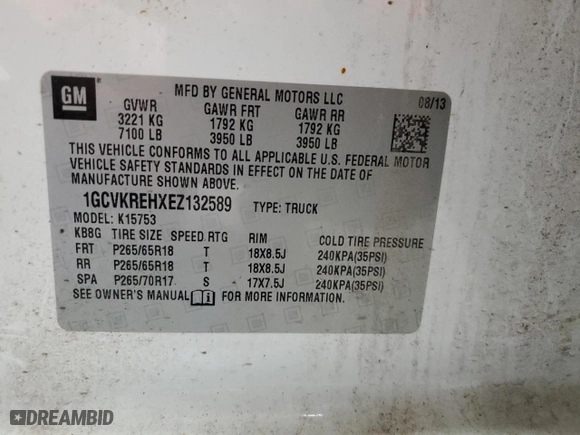 GM
MFD BY GENERAL MOTORS LLC
08/13
GVWR GAWR FRT GAWR RR
3221 KG 1792 KG 1792 KG
7100 LB 3950 LB 3950 LB
THIS VEHICLE CONFORMS TO ALL APPLICABLE U.S. FEDERAL MOTOR
VEHICLE SAFETY STANDARDS IN EFFECT ON THE DATE OF
MANUFACTURE SHOWN ABOVE.
1GCVKREHXEZ132589 TYPE: TRUCK
MODEL: K15753
KB8G TIRE SIZE SPEED RTG RIM COLD TIRE PRESSURE
FRT P265/65R18 T 18X8.5J 240KPA(35PSI)
RR P265/65R18 T 18X8.5J 240KPA(35PSI)
SPA P265/70R17 S 17X7.5J 240KPA(35PSI)
SEE OWNER'S MANUAL FOR MORE INFORMATION.
DREAMBID